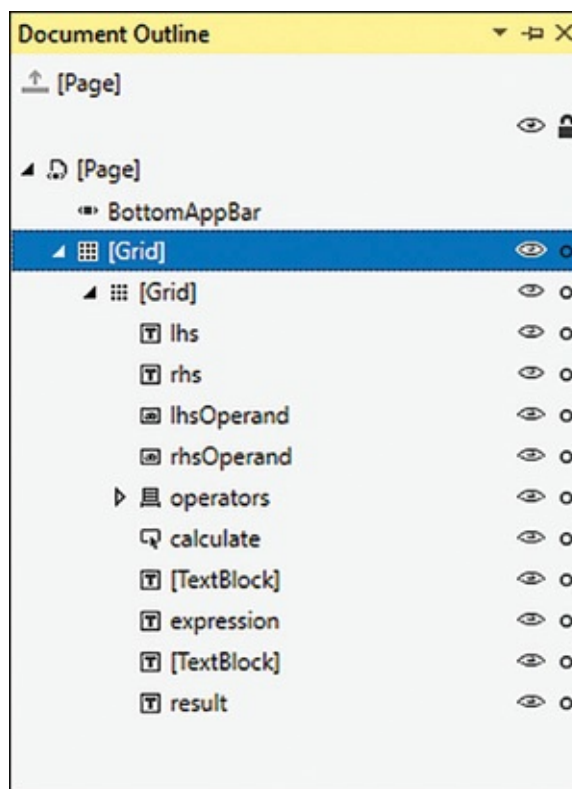 Document Outline
[Page]
[Page]
BottomAppBar
[Grid]
[Grid]
lhs
rhs
lhsOperand
rhsOperand
operators
calculate
[TextBlock]
expression
[TextBlock]
result